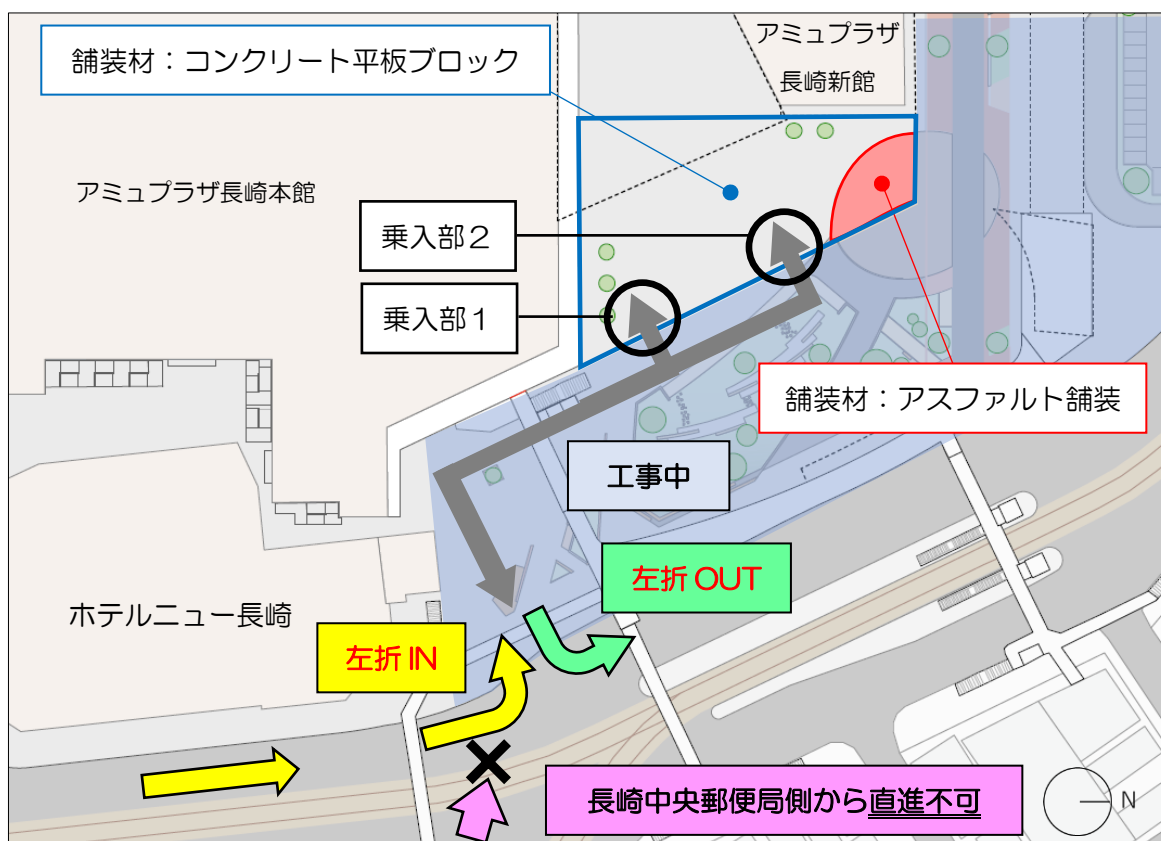 舗装材:コンクリート平板ブロック
アミュプラザ
長崎新館
アミュプラザ長崎本館
乗入部2
乗入部1
舗装材:アスファルト舗装
工事中
左折 OUT
ホテルニュー長崎
左折 IN
長崎中央郵便局側から直進不可
N